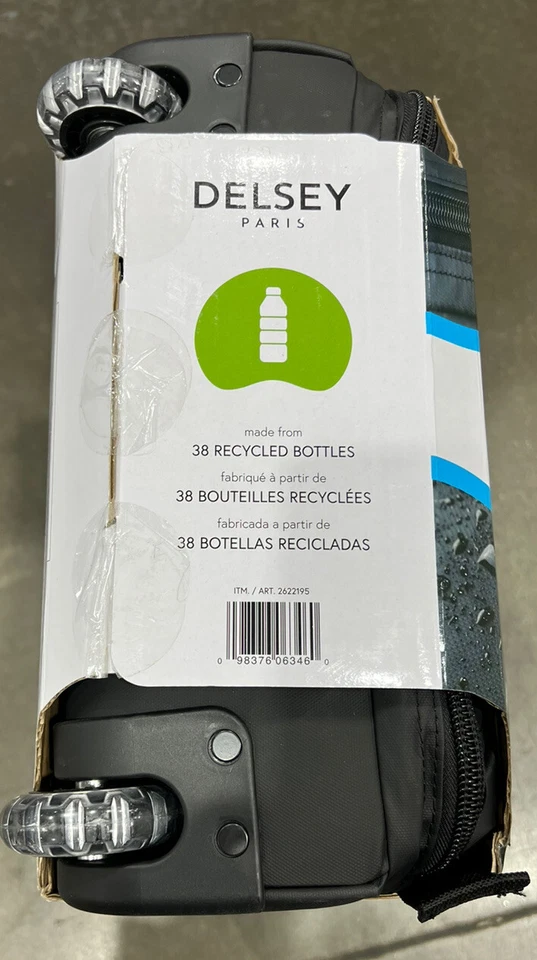 DELSEY
PARIS
made from
38 RECYCLED BOTTLES
fabriqué à partir de
38 BOUTEILLES RECYCLÉES
fabricada a partir de
38 BOTELLAS RECICLADAS
ITM. / ART. 2622195
0 98376 06346 0